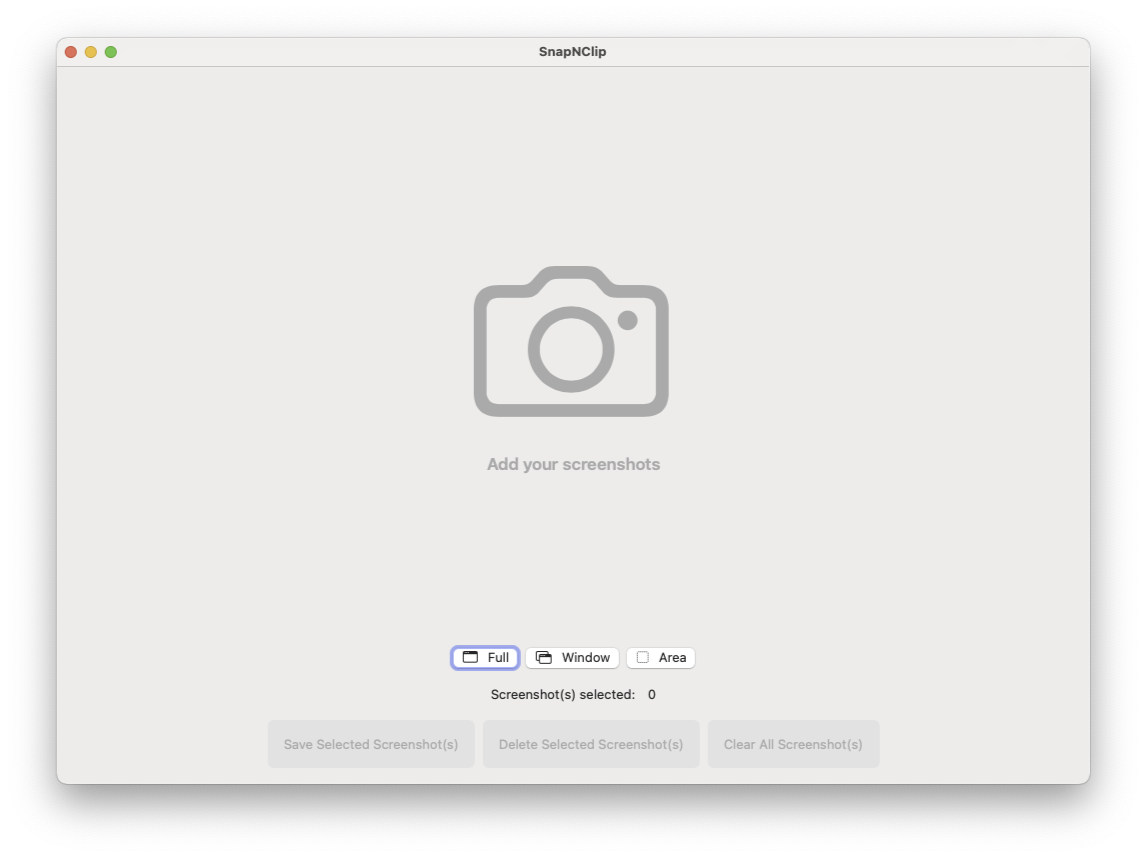 SnapNClip
Add your screenshots
Full Window Area
Screenshot(s) selected: 0
Save Selected Screenshot(s) Delete Selected Screenshot(s) Clear All Screenshot(s)